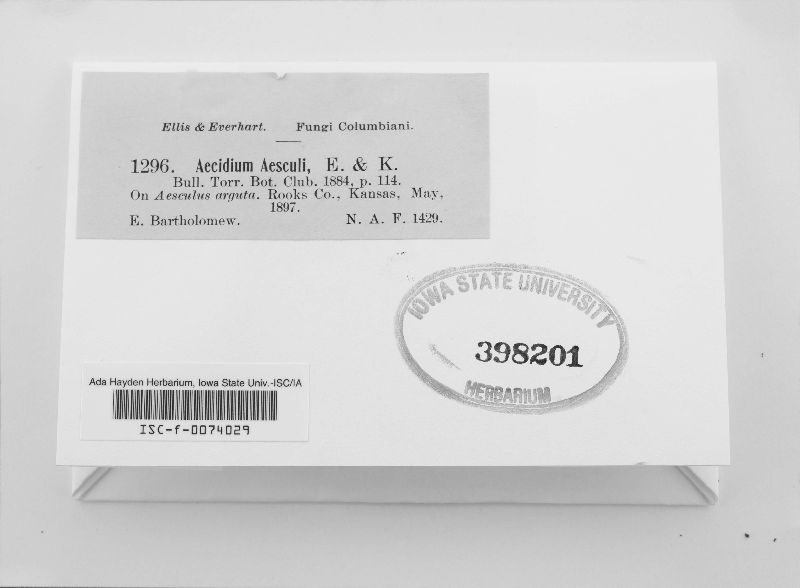 Ellis & Everhart. Fungi Columbiani.
1296. Aecidium Aesculi, E. & K.
Bull. Torr. Bot. Club. 1884, p. 114.
On Aesculus arguta. Rooks Co., Kansas, May,
1897.
E. Bartholomew. N. A. F. 1429.
IOWA STATE UNIVERSITY
398201
HERBARIUM
Ada Hayden Herbarium, Iowa State Univ.-ISC/IA
ISC-f-0074029